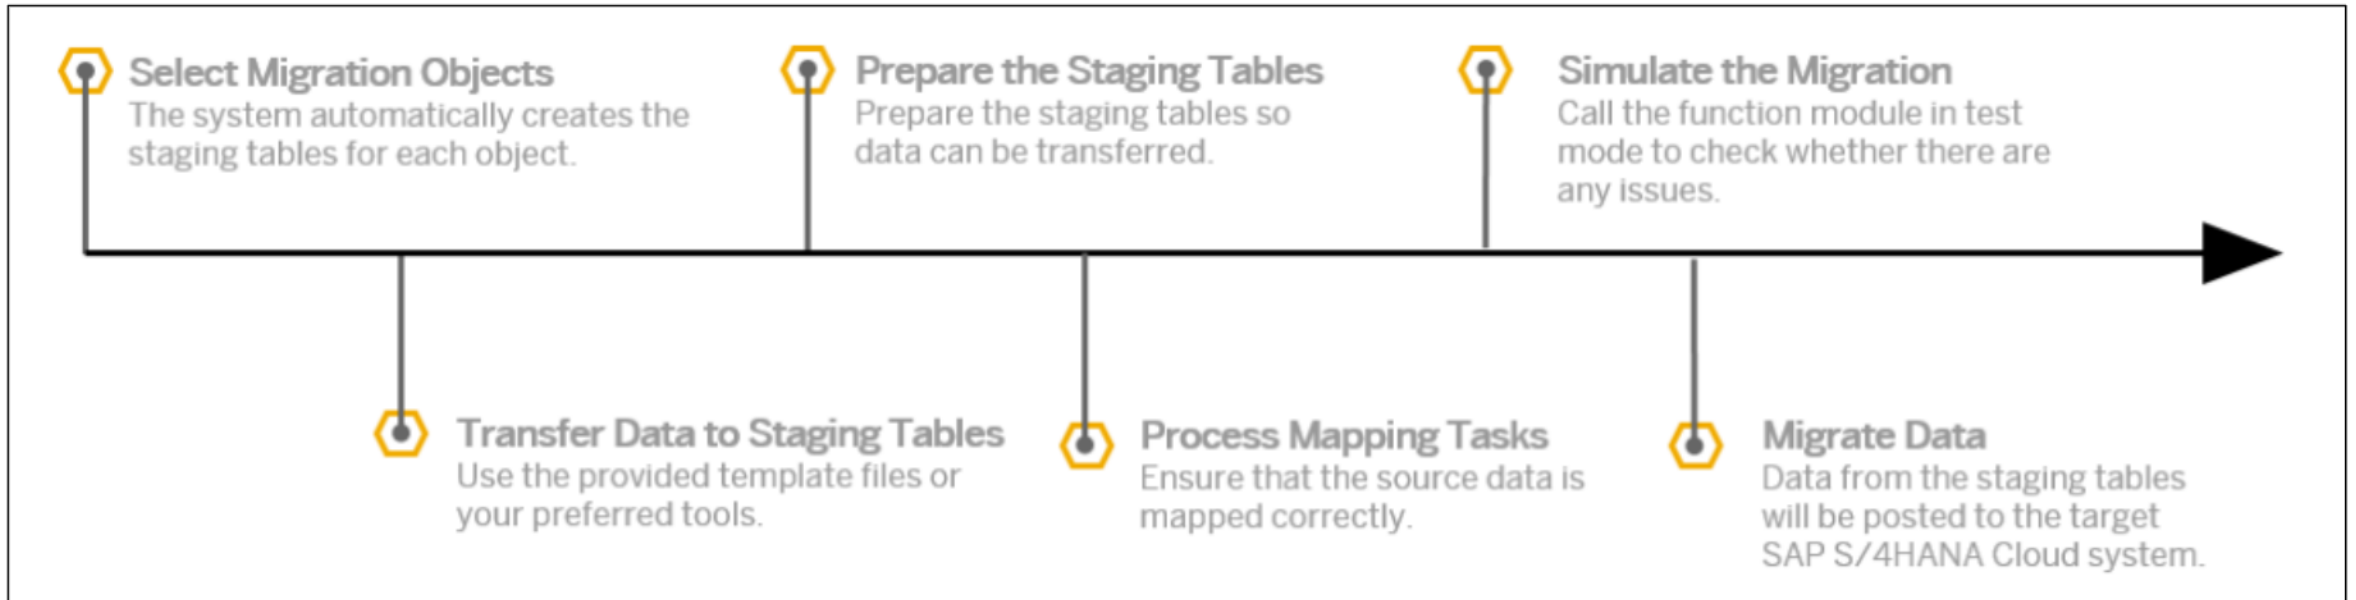 Select Migration Objects
The system automatically creates the
staging tables for each object.
Transfer Data to Staging Tables
Use the provided template files or
your preferred tools.
Prepare the Staging Tables
Prepare the staging tables so
data can be transferred.
Process Mapping Tasks
Ensure that the source data is
mapped correctly.
Simulate the Migration
Call the function module in test
mode to check whether there are
any issues.
Migrate Data
Data from the staging tables
will be posted to the target
SAP S/4HANA Cloud system.